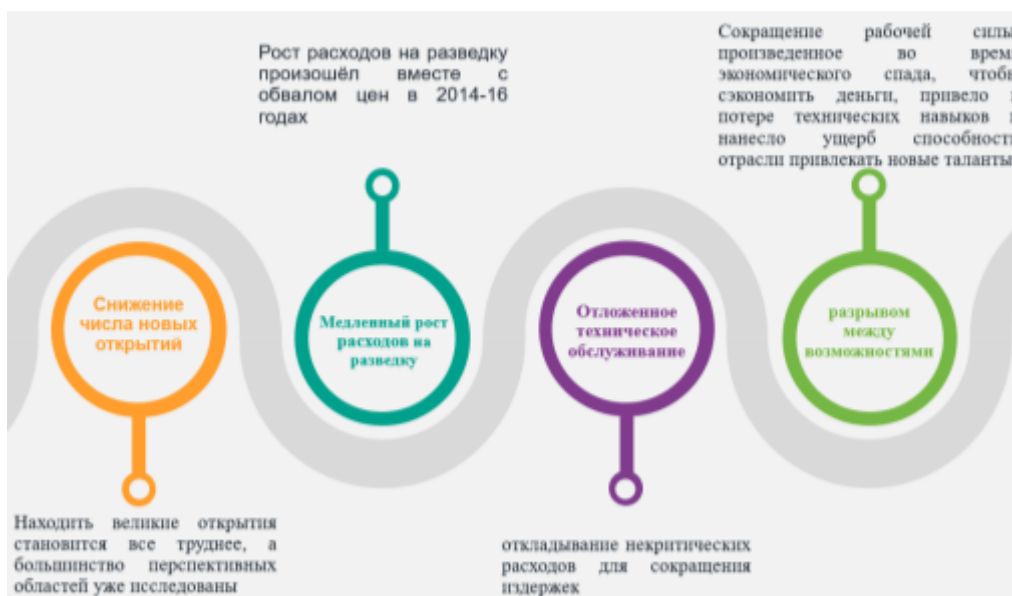 Рост расходов на разведку
произошёл вместе с
обвалом цен в 2014-16
годах
Сокращение рабочей
произведенное во
экономического спада,
сэкономить деньги, привело
потере технических навыков
нанесло ущерб
отрасли привлекать новые таланты
Снижение
числа новых
открытий
Медленный рост
расходов на
разведку
Отложенное
техническое
обслуживание
разрывом
между
возможностями
Находить великие открытия
становится все труднее, а
большинство перспективных
областей уже исследованы
откладывание некритических
расходов для сокращения
издержек